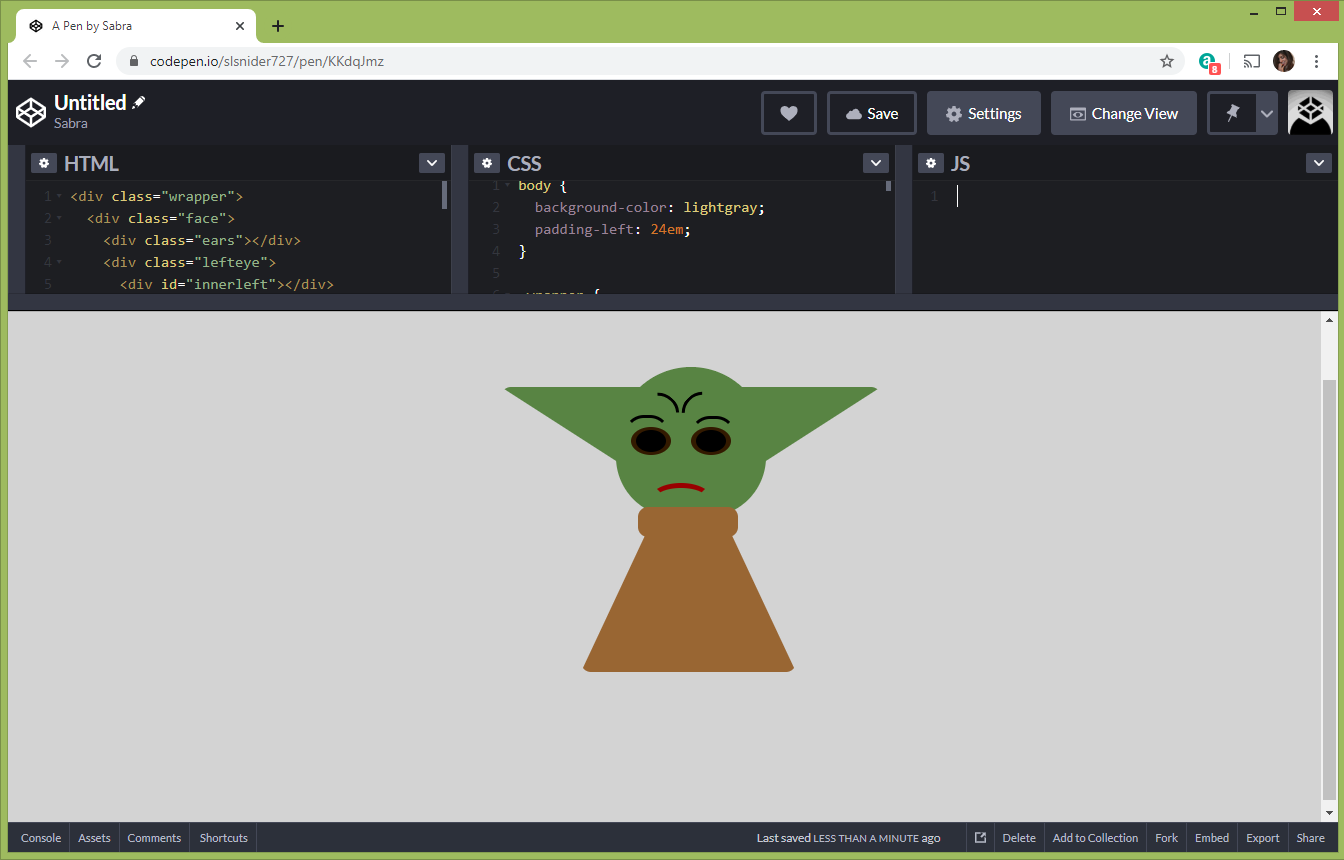 A Pen by Sabra
codepen.io/slsnider727/pen/KKdqJmz
a 8
Untitled
Sabra
Save
Settings
Change View
HTML
1 <div class="wrapper">
2 <div class="face">
3 <div class="ears"></div>
4 <div class="lefteye">
5 <div id="innerleft"></div>
CSS
1 body {
2 background-color: lightgray;
3 padding-left: 24em;
4 }
5
JS
1
Console Assets Comments Shortcuts Last saved LESS THAN A MINUTE ago Delete Add to Collection Fork Embed Export Share